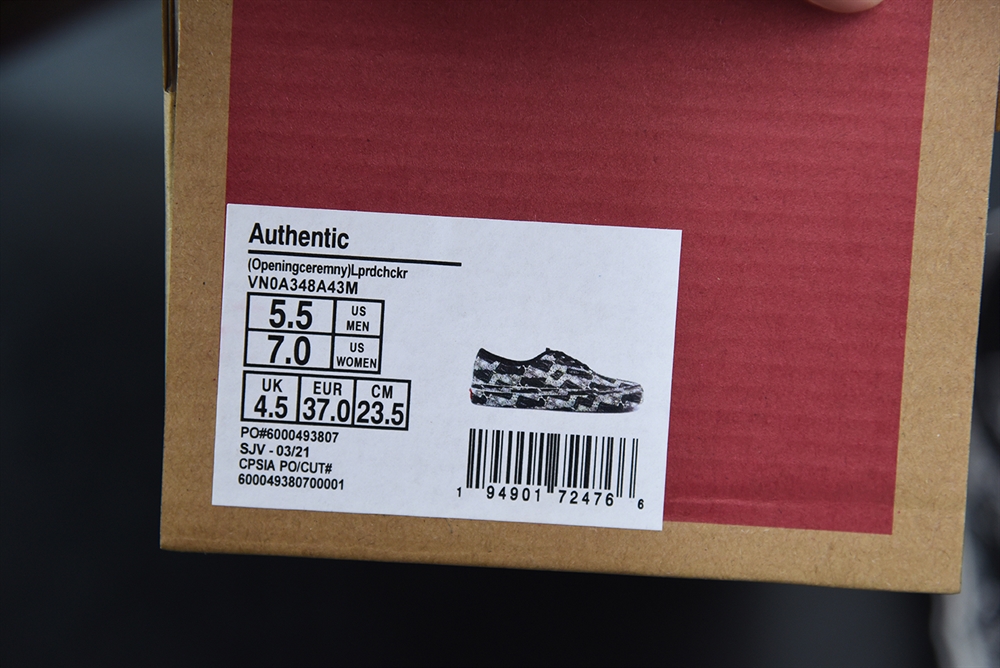 Authentic
(Openingceremny)Lprdchckr
VN0A348A43M
5.5 US MEN
7.0 US WOMEN
UK EUR CM
4.5 37.0 23.5
PO#6000493807
SJV - 03/21
CPSIA PO/CUT#
600049380700001
1 94901 72476 6